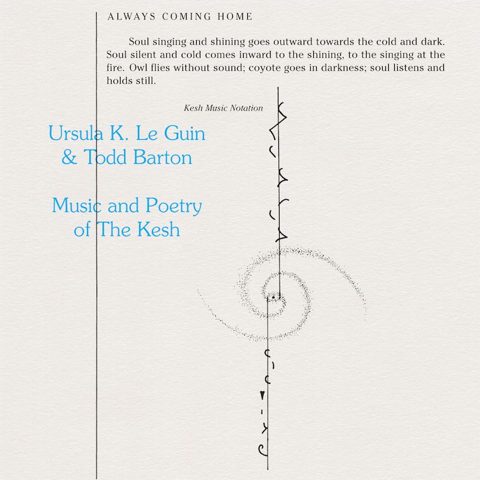 ALWAYS COMING HOME
Soul singing and shining goes outward towards the cold and dark.
Soul silent and cold comes inward to the shining, to the singing at the
fire. Owl flies without sound; coyote goes in darkness; soul listens and
holds still.
Kesh Music Notation
Ursula K. Le Guin
& Todd Barton
Music and Poetry
of The Kesh